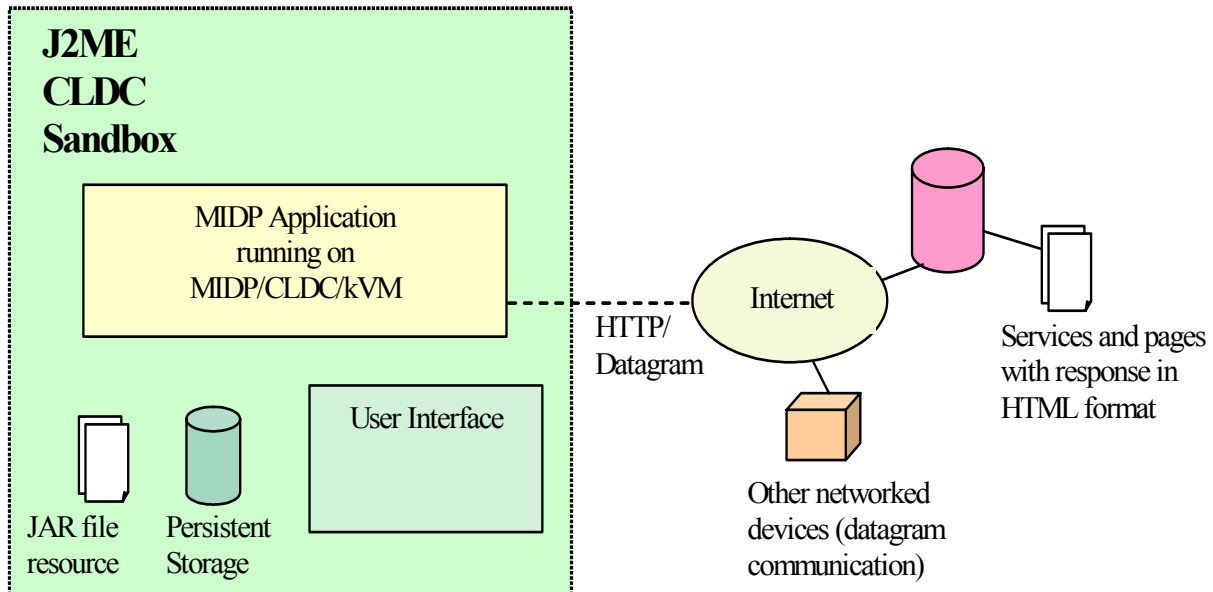 J2ME
CLDC
Sandbox
MIDP Application
running on
MIDP/CLDC/kVM
HTTP/
Datagram
Internet
Services and pages
with response in
HTML format
User Interface
JAR file
resource
Persistent
Storage
Other networked
devices (datagram
communication)